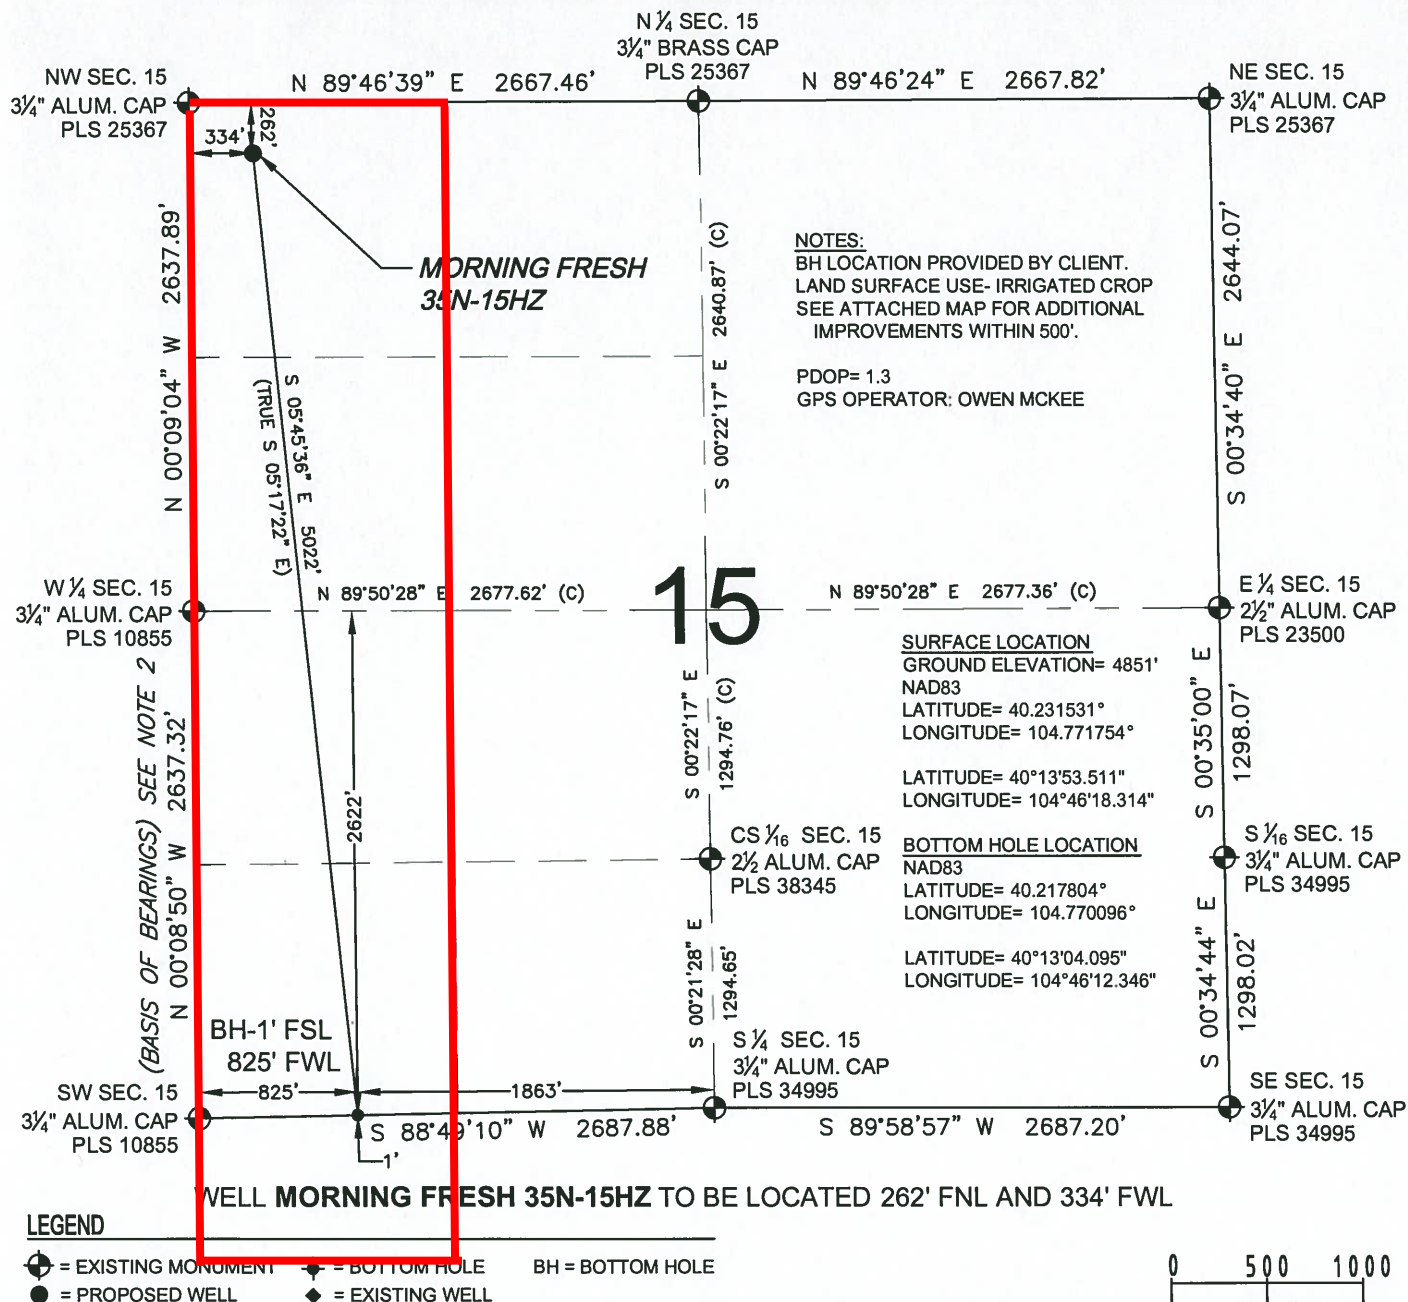 N ¼ SEC. 15
3¼" BRASS CAP
PLS 25367
NW SEC. 15
3¼" ALUM. CAP
PLS 25367
N 89°46'39" E 2667.46'
N 89°46'24" E 2667.82'
NE SEC. 15
3¼" ALUM. CAP
PLS 25367
334'
262'
MORNING FRESH
35N-15HZ
N 00°09'04" W 2637.89'
S 05°45'36" E 5022'
(TRUE S 05°17'22" E)
S 00°22'17" E 2640.87' (C)
NOTES:
BH LOCATION PROVIDED BY CLIENT.
LAND SURFACE USE- IRRIGATED CROP
SEE ATTACHED MAP FOR ADDITIONAL
IMPROVEMENTS WITHIN 500'.
PDOP= 1.3
GPS OPERATOR: OWEN MCKEE
S 00°34'40" E 2644.07'
W ¼ SEC. 15
3¼" ALUM. CAP
PLS 10855
N 89°50'28" E 2677.62' (C)
15
N 89°50'28" E 2677.36' (C)
E ¼ SEC. 15
2½" ALUM. CAP
PLS 23500
(BASIS OF BEARINGS) SEE NOTE 2
N 00°08'50" W 2637.32'
2622'
S 00°22'17" E
1294.76' (C)
SURFACE LOCATION
GROUND ELEVATION= 4851'
NAD83
LATITUDE= 40.231531°
LONGITUDE= 104.771754°
LATITUDE= 40°13'53.511"
LONGITUDE= 104°46'18.314"
S 00°35'00" E
1298.07'
CS 1⁄16 SEC. 15
2½ ALUM. CAP
PLS 38345
BOTTOM HOLE LOCATION
NAD83
LATITUDE= 40.217804°
LONGITUDE= 104.770096°
LATITUDE= 40°13'04.095"
LONGITUDE= 104°46'12.346"
S 1⁄16 SEC. 15
3¼" ALUM. CAP
PLS 34995
S 00°21'28" E
1294.65'
S 00°34'44" E
1298.02'
BH-1' FSL
825' FWL
SW SEC. 15
3¼" ALUM. CAP
PLS 10855
825'
1863'
S ¼ SEC. 15
3¼" ALUM. CAP
PLS 34995
SE SEC. 15
3¼" ALUM. CAP
PLS 34995
S 88°49'10" W 2687.88'
S 89°58'57" W 2687.20'
1'
WELL MORNING FRESH 35N-15HZ TO BE LOCATED 262' FNL AND 334' FWL
LEGEND
= EXISTING MONUMENT = BOTTOM HOLE BH = BOTTOM HOLE
= PROPOSED WELL = EXISTING WELL
0 500 1000